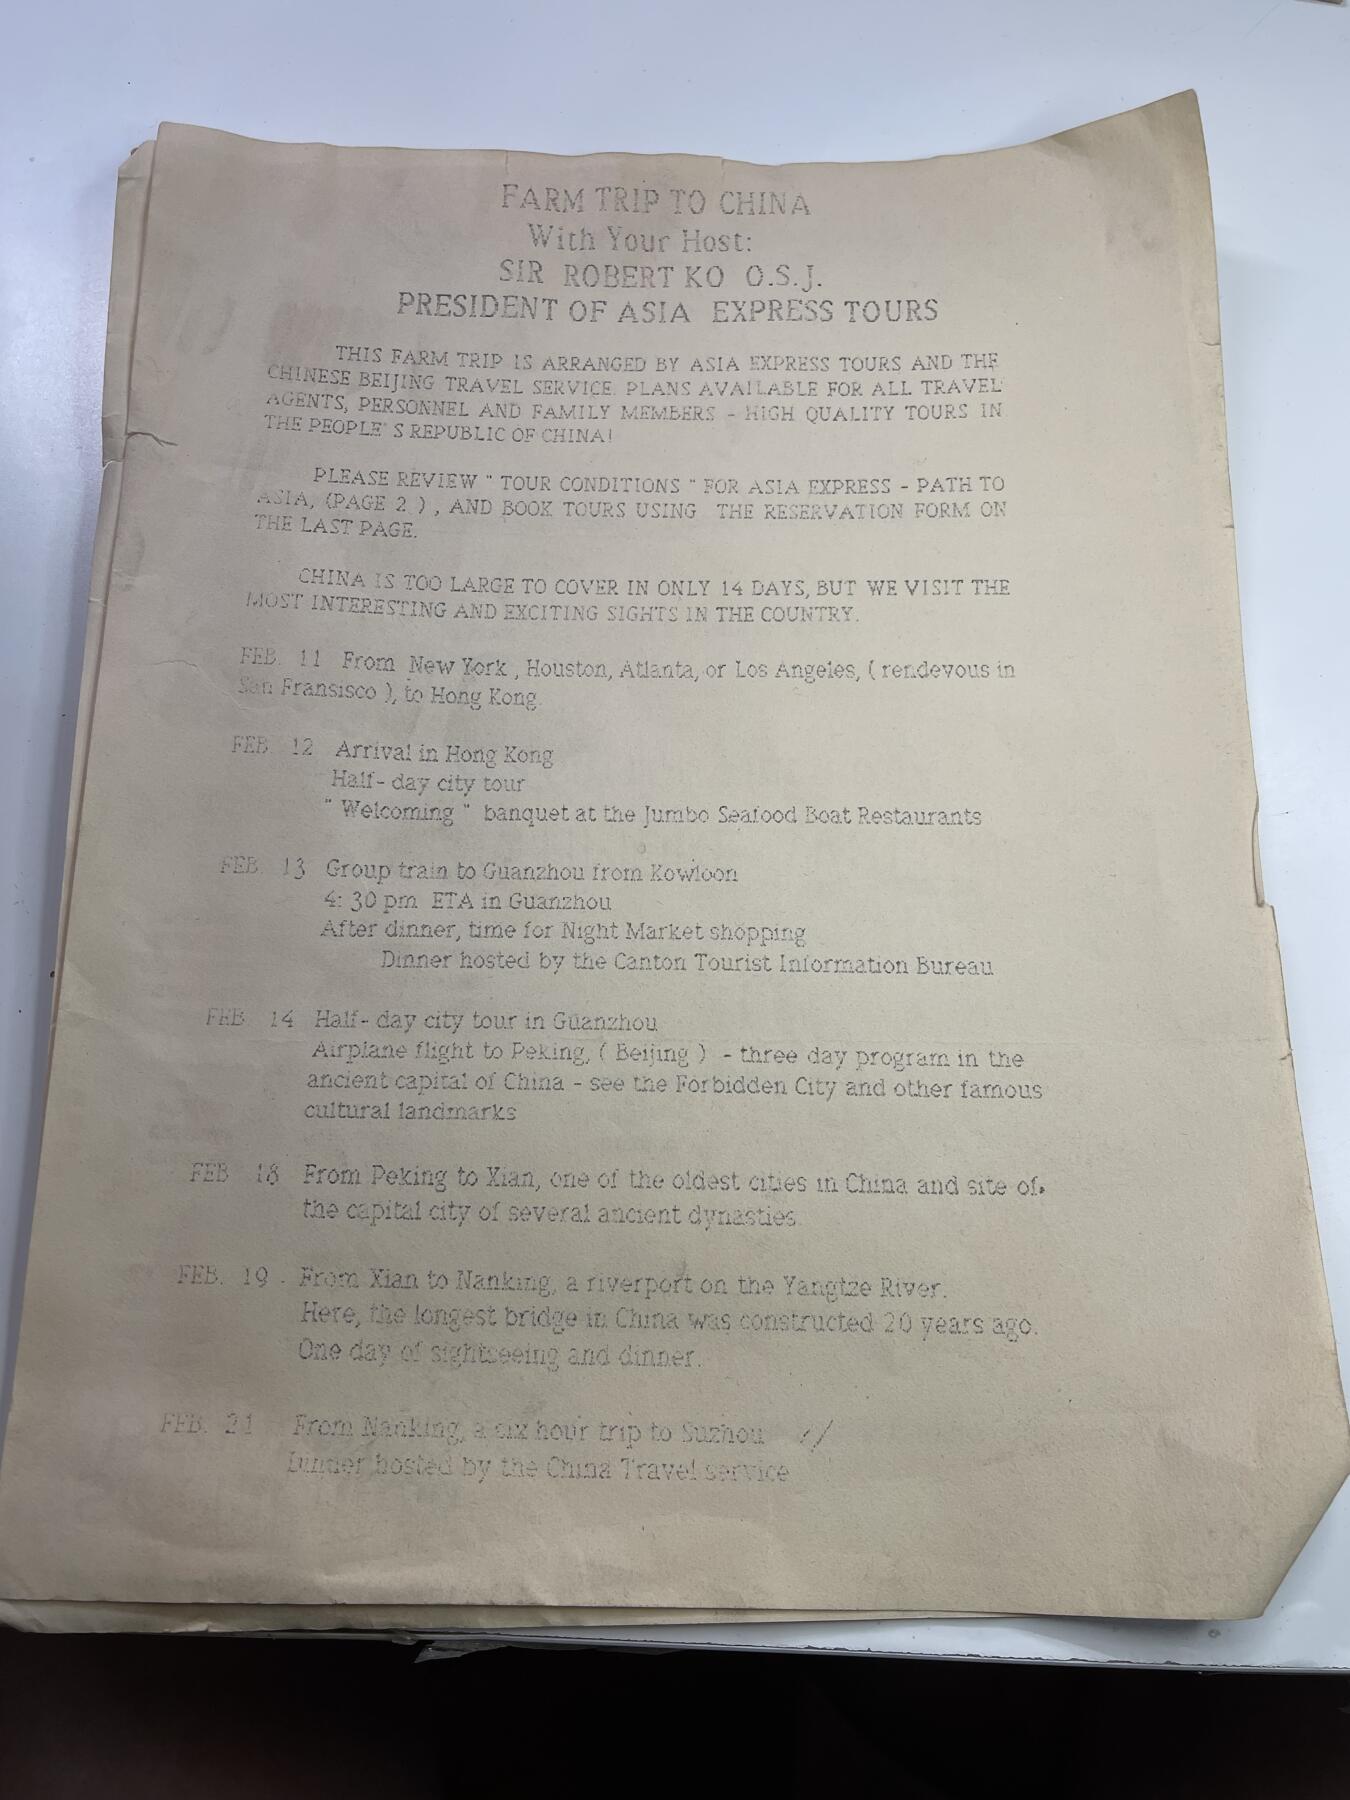 FARM TRIP TO CHINA
With Your Host:
SIR ROBERT KO O.S.J.
PRESIDENT OF ASIA EXPRESS TOURS
THIS FARM TRIP IS ARRANGED BY ASIA EXPRESS TOURS AND THE
CHINESE BEIJING TRAVEL SERVICE. PLANS AVAILABLE FOR ALL TRAVEL
AGENTS, PERSONNEL AND FAMILY MEMBERS - HIGH QUALITY TOURS IN
THE PEOPLE'S REPUBLIC OF CHINA!
PLEASE REVIEW " TOUR CONDITIONS " FOR ASIA EXPRESS - PATH TO
ASIA, (PAGE 2 ) , AND BOOK TOURS USING THE RESERVATION FORM ON
THE LAST PAGE.
CHINA IS TOO LARGE TO COVER IN ONLY 14 DAYS, BUT WE VISIT THE
MOST INTERESTING AND EXCITING SIGHTS IN THE COUNTRY.
FEB. 11 From New York , Houston, Atlanta, or Los Angeles, ( rendevous in
San Fransisco ), to Hong Kong.
FEB. 12 Arrival in Hong Kong
Half- day city tour
" Welcoming " banquet at the Jumbo Seafood Boat Restaurants
FEB. 13 Group train to Guanzhou from Kowloon
4: 30 pm ETA in Guanzhou
After dinner, time for Night Market shopping
Dinner hosted by the Canton Tourist Information Bureau
FEB. 14 Half- day city tour in Guanzhou
Airplane flight to Peking, ( Beijing ) - three day program in the
ancient capital of China - see the Forbidden City and other famous
cultural landmarks
FEB. 18 From Peking to Xian, one of the oldest cities in China and site of
the capital city of several ancient dynasties.
FEB. 19 . From Xian to Nanking, a riverport on the Yangtze River.
Here, the longest bridge in China was constructed 20 years ago.
One day of sightseeing and dinner.
FEB. 21 From Nanking, a six hour trip to Suzhou
Dinner hosted by the China Travel service